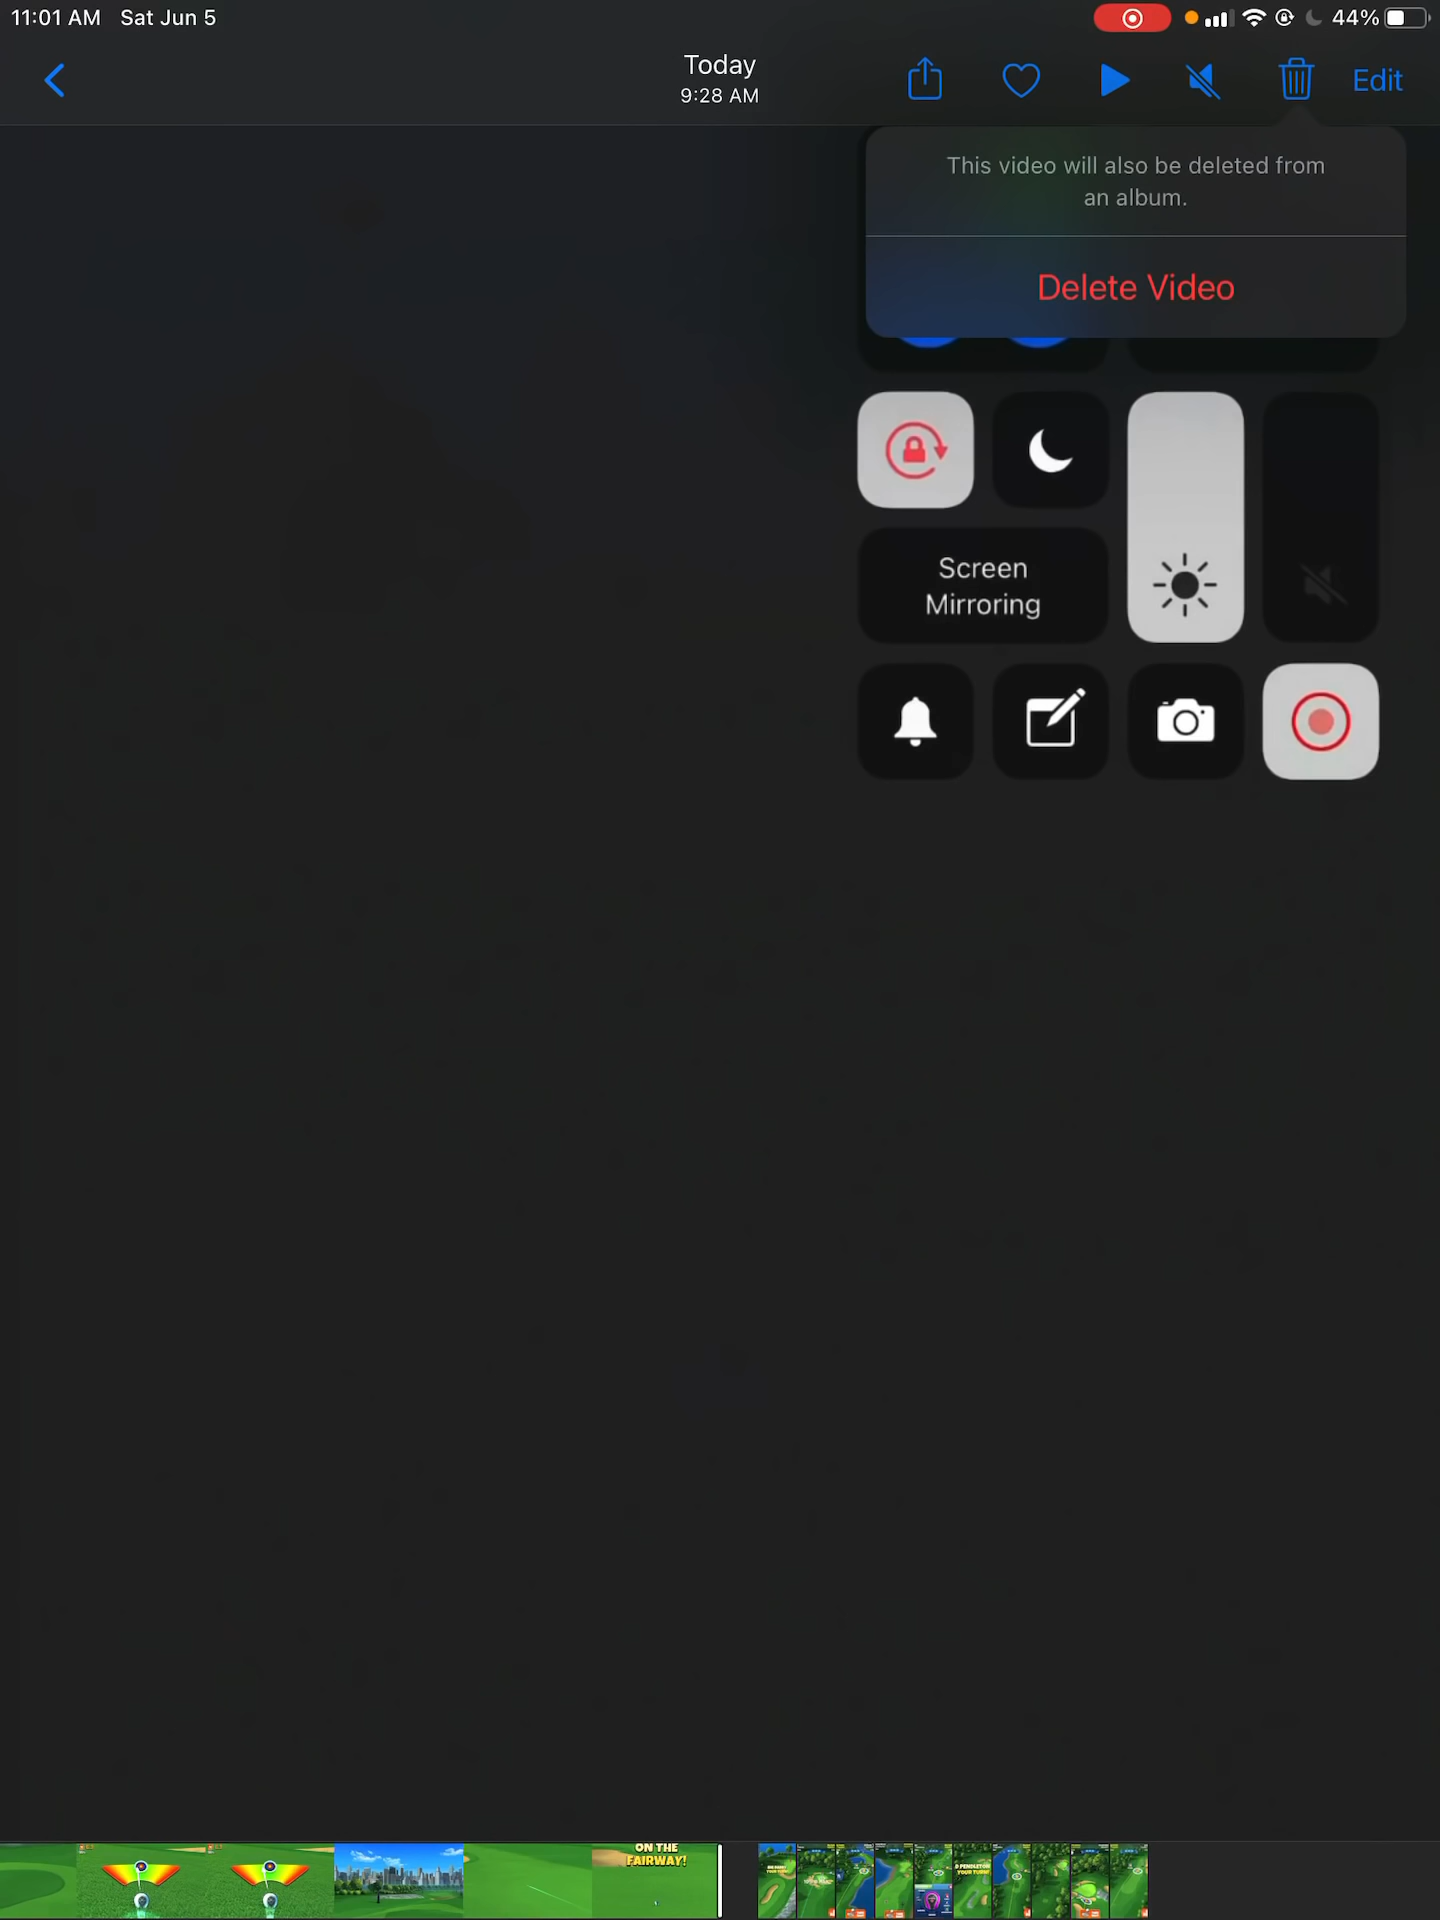 11:01 AM Sat Jun 5
44%
Today
9:28 AM
Edit
This video will also be deleted from
an album.
Delete Video
Screen
Mirroring
ON THE
FAIRWAY!